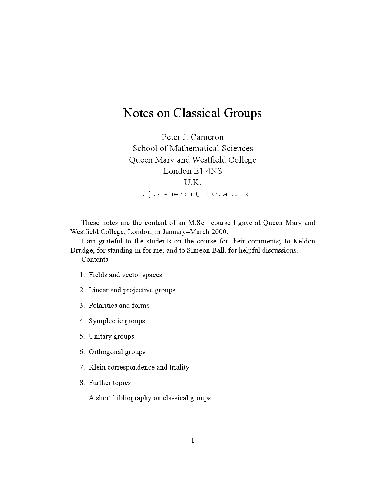 Notes on Classical Groups
Peter J. Cameron
School of Mathematical Sciences
Queen Mary and Westfield College
London E1 4NS
U.K.
These notes are the content of an M.Sc. course I gave at Queen Mary and
Westfield College, London, in January–March 2000.
I am grateful to the students on the course for their comments; to Keldon
Drudge, for standing in for me; and to Simeon Ball, for helpful discussions.
Contents:
1. Fields and vector spaces
2. Linear and projective groups
3. Polarities and forms
4. Symplectic groups
5. Unitary groups
6. Orthogonal groups
7. Klein correspondence and triality
8. Further topics
A short bibliography on classical groups
1